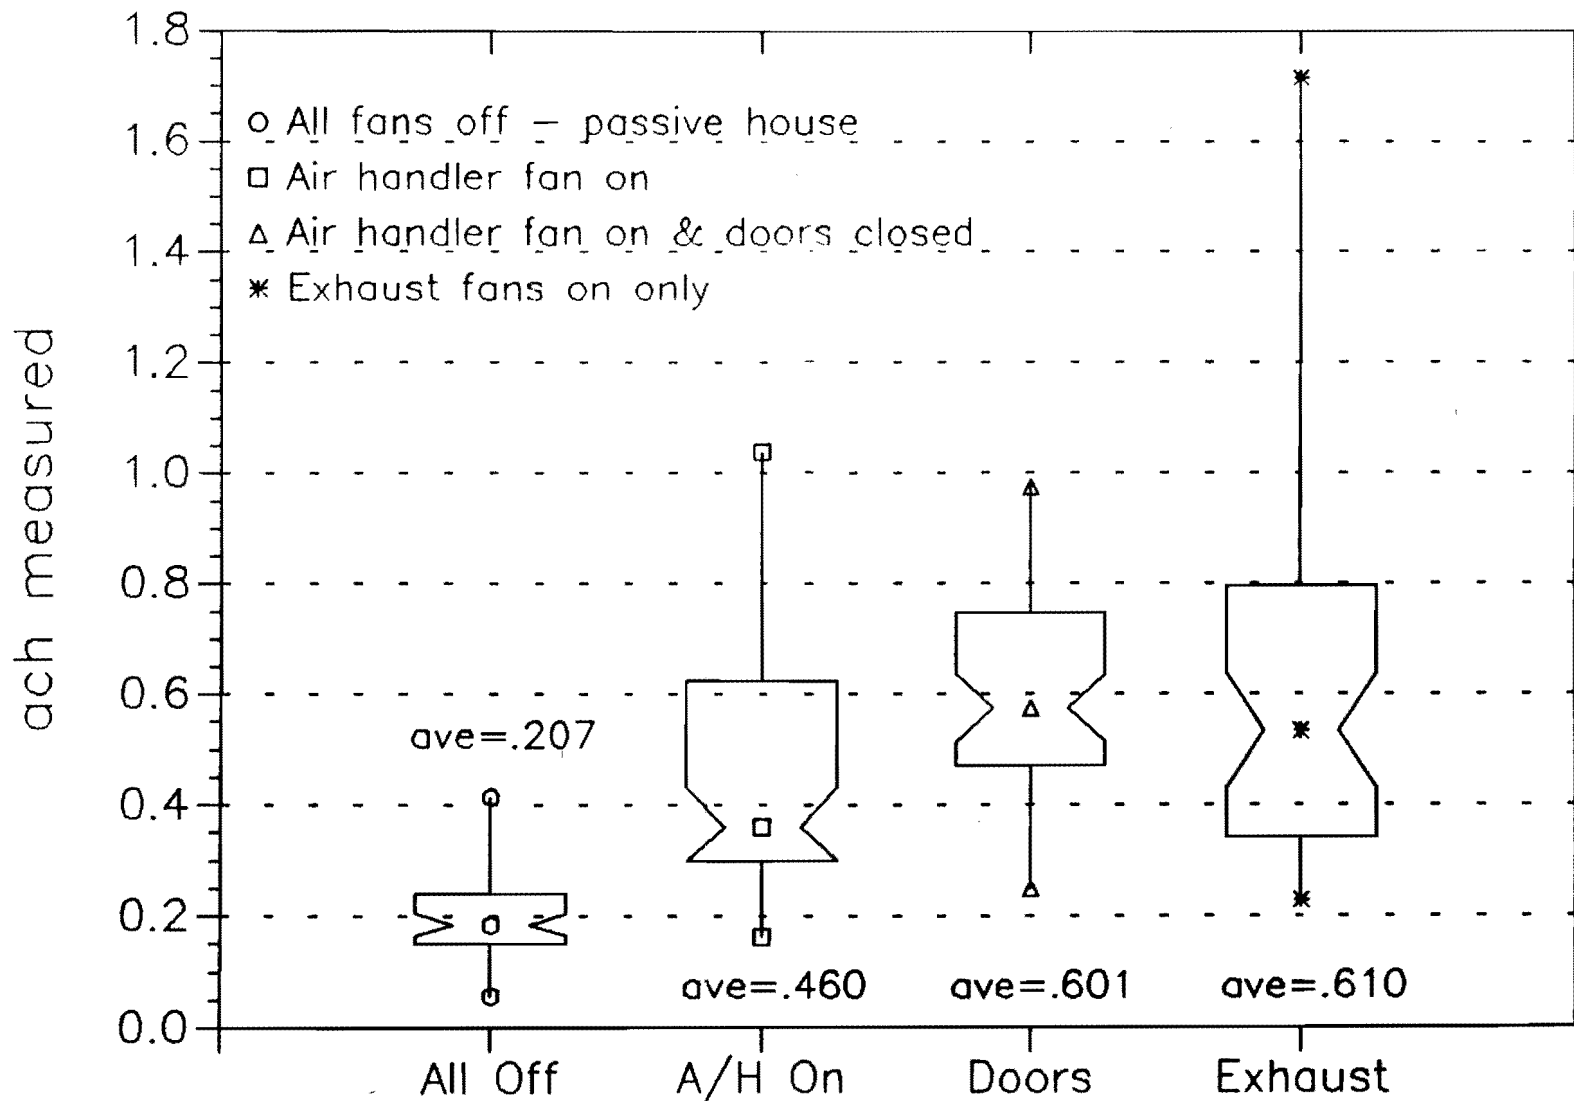 1.8
1.6
1.4
1.2
1.0
0.8
0.6
0.4
0.2
0.0
ach measured
All fans off – passive house
Air handler fan on
Air handler fan on & doors closed
Exhaust fans on only
ave=.207
ave=.460
ave=.601
ave=.610
All Off
A/H On
Doors
Exhaust